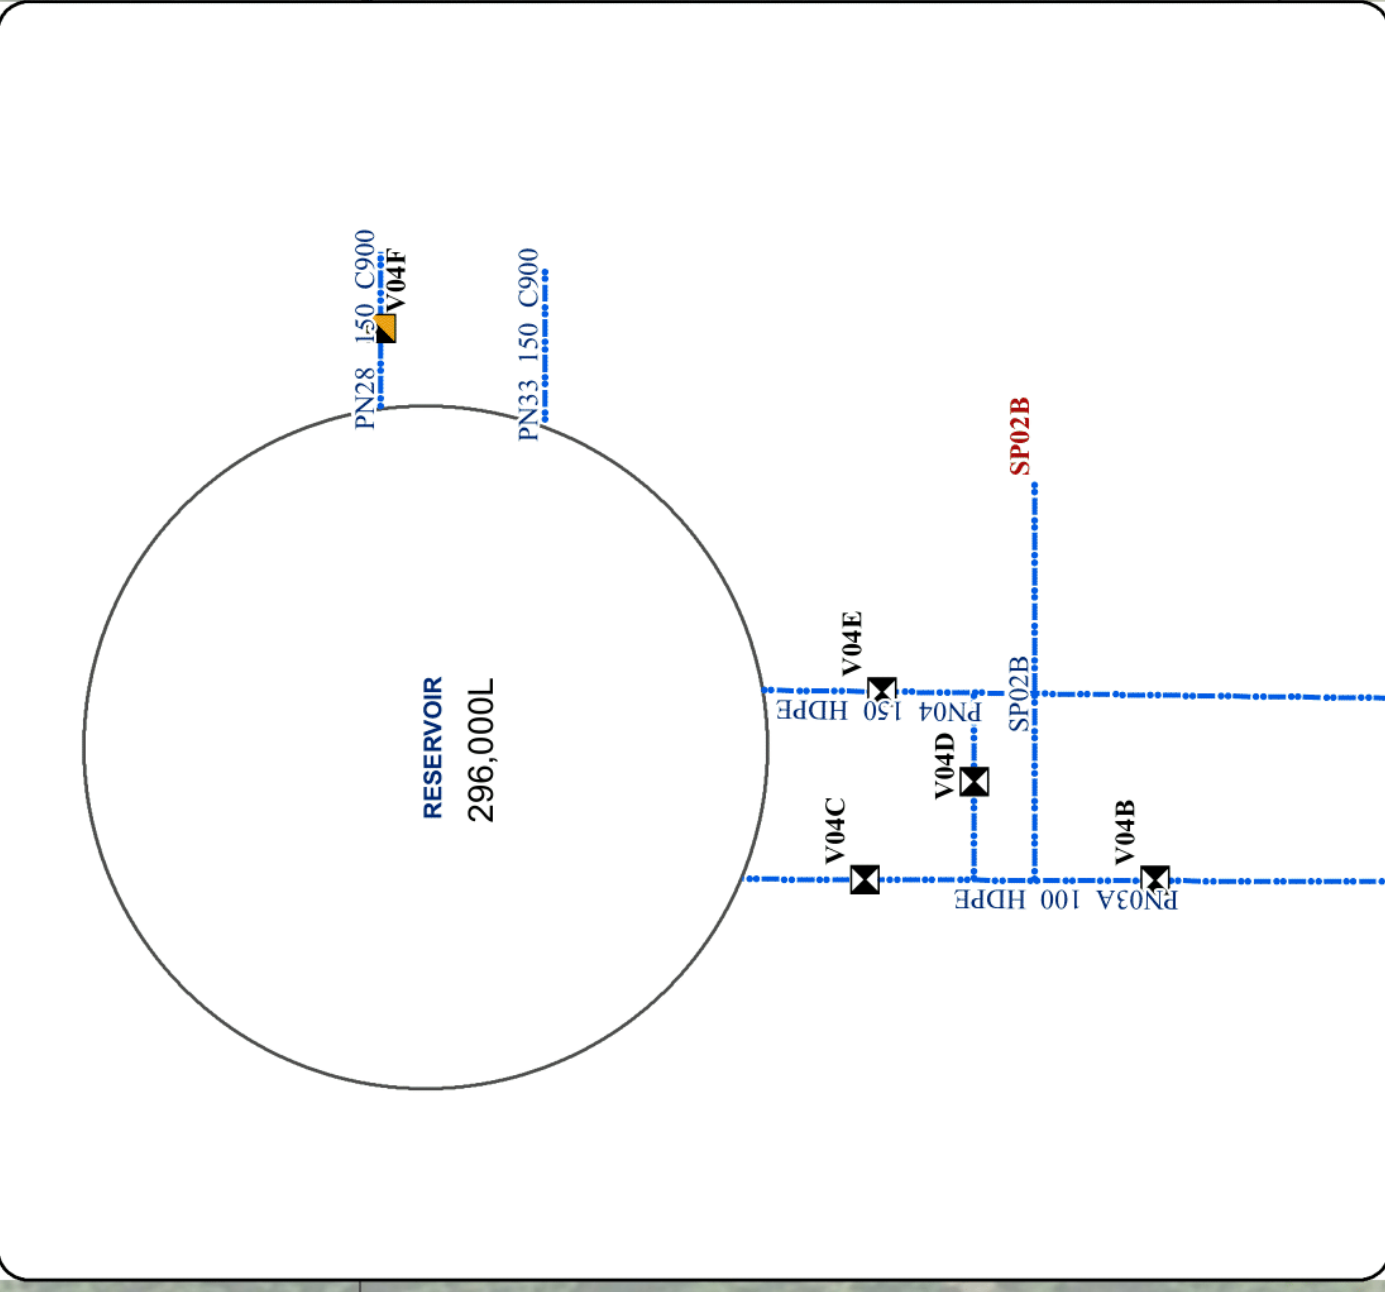 PN28 150 C900
V04F
PN33 150 C900
SP02B
V04E
PN04 150 HDPE
SP02B
V04D
V04C
V04B
PN03A 100 HDPE
RESERVOIR
296,000L